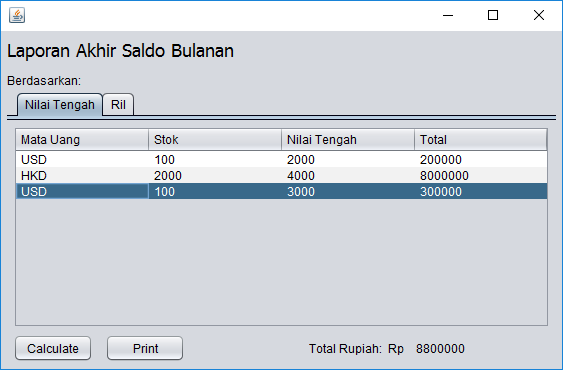 Laporan Akhir Saldo Bulanan
Berdasarkan:
Nilai Tengah Ril
Mata Uang Stok Nilai Tengah Total
USD 100 2000 200000
HKD 2000 4000 8000000
USD 100 3000 300000
Calculate Print Total Rupiah: Rp 8800000